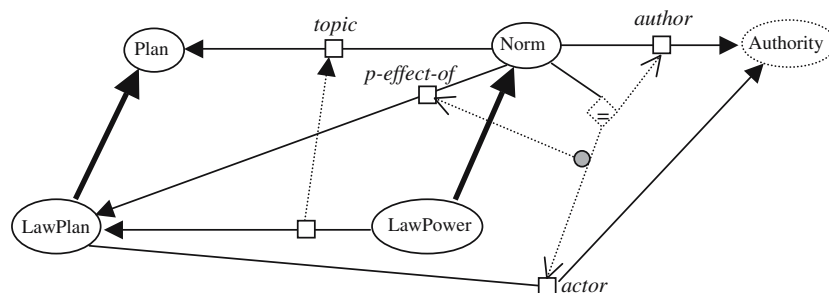 topic
author
Plan
Norm
Authority
p-effect-of
=
LawPlan
LawPower
actor